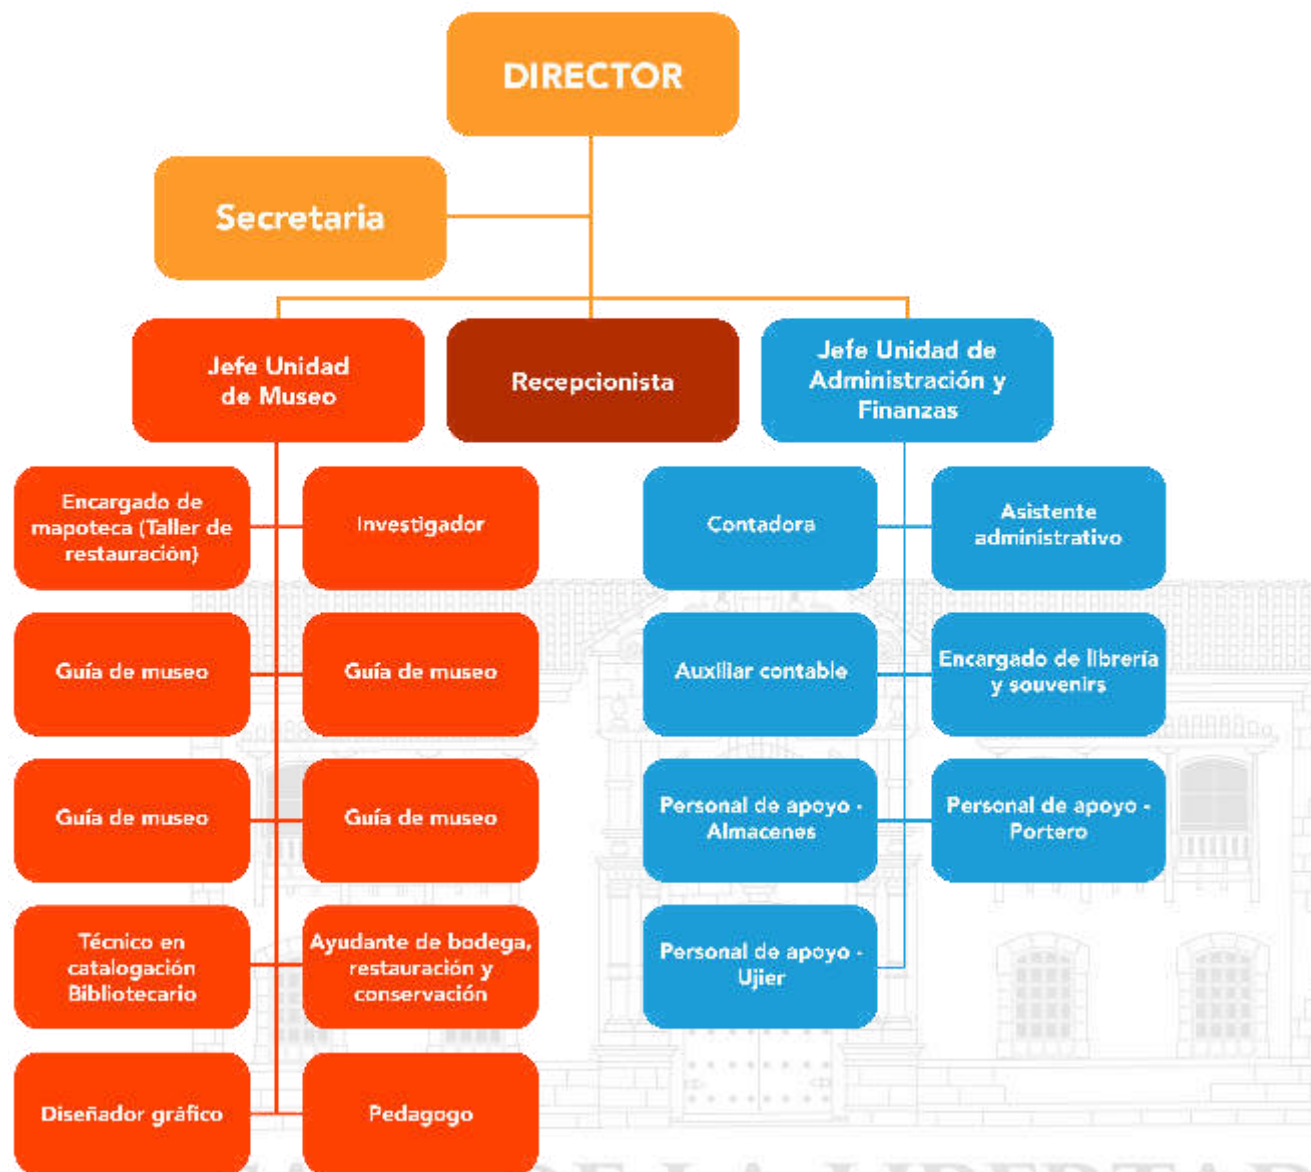 DIRECTOR
Secretaria
Jefe Unidad
de Museo
Recepcionista
Jefe Unidad de
Administración y
Finanzas
Encargado de
mapoteca (Taller de
restauración)
Investigador
Contadora
Asistente
administrativo
Guía de museo
Guía de museo
Auxiliar contable
Encargado de librería
y souvenirs
Guía de museo
Guía de museo
Personal de apoyo -
Almacenes
Personal de apoyo -
Portero
Técnico en
catalogación
Bibliotecario
Ayudante de bodega,
restauración y
conservación
Personal de apoyo -
Ujier
Diseñador gráfico
Pedagogo
DE LA LIBERTAD